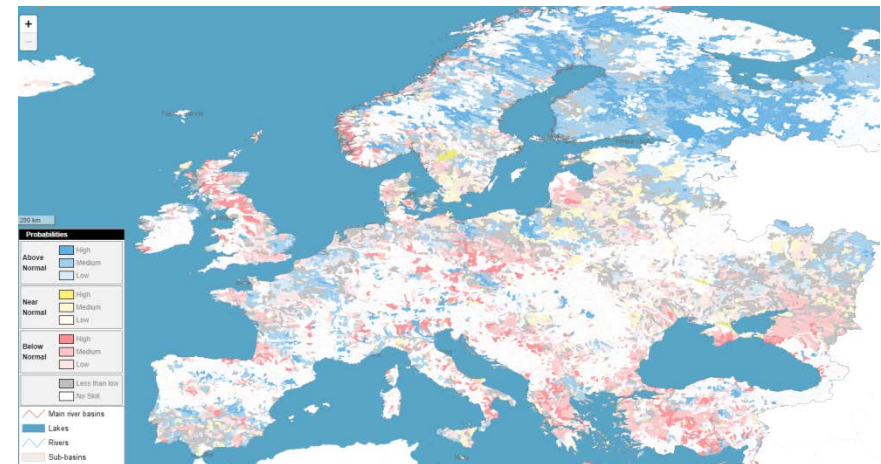 +
−
200 km
Probabilities
Above Normal
High
Medium
Low
Near Normal
High
Medium
Low
Below Normal
High
Medium
Low
Less than low
No Skill
Main river basins
Lakes
Rivers
Sub-basins